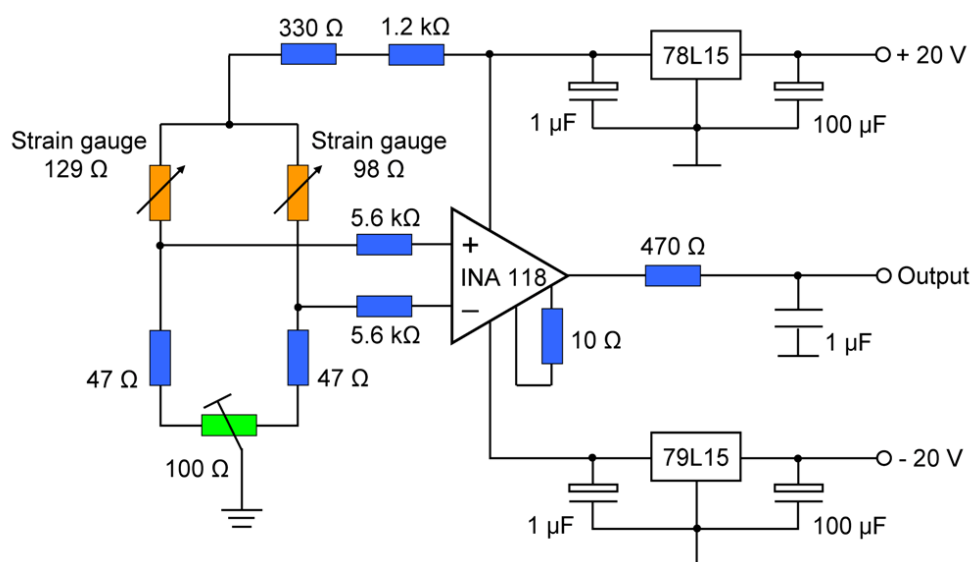 330 Ω
1.2 kΩ
78L15
+ 20 V
1 µF
100 µF
Strain gauge
129 Ω
Strain gauge
98 Ω
5.6 kΩ
+
INA 118
−
5.6 kΩ
470 Ω
Output
10 Ω
1 µF
47 Ω
47 Ω
100 Ω
79L15
- 20 V
1 µF
100 µF